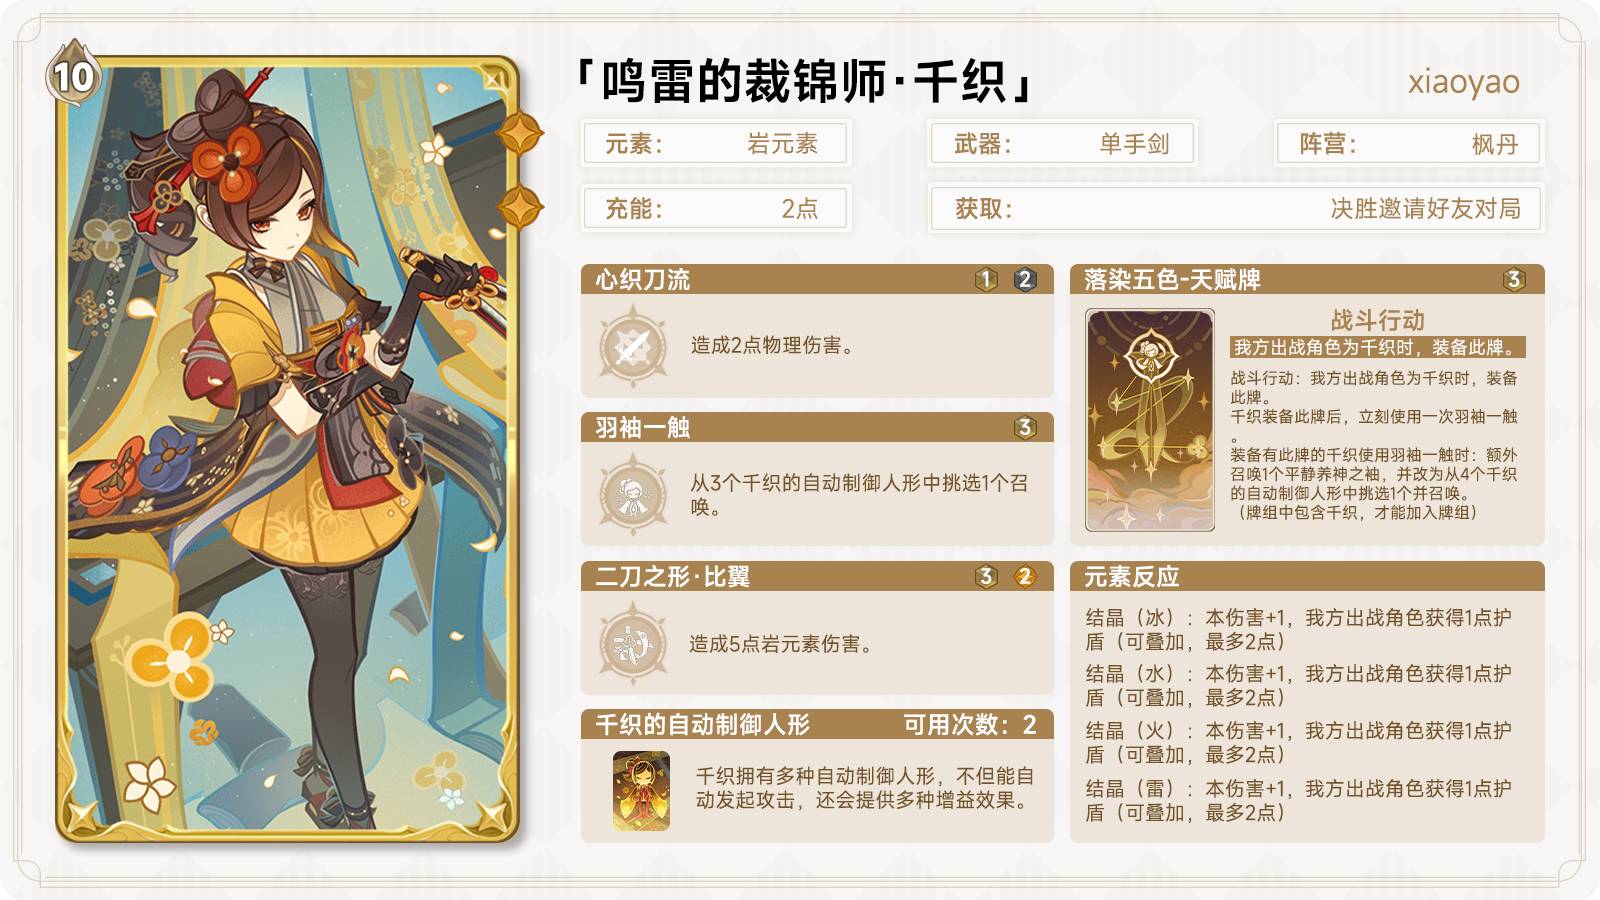 10
「鸣雷的裁锦师·千织」
xiaoyao
元素：
岩元素
武器：
单手剑
阵营：
枫丹
充能：
2点
获取：
决胜邀请好友对局
心织刀流
1 2
造成2点物理伤害。
羽袖一触
3
从3个千织的自动制御人形中挑选1个召
唤。
二刀之形·比翼
3 2
造成5点岩元素伤害。
千织的自动制御人形
可用次数：2
千织拥有多种自动制御人形，不但能自
动发起攻击，还会提供多种增益效果。
落染五色-天赋牌
3
战斗行动
我方出战角色为千织时，装备此牌。
战斗行动：我方出战角色为千织时，装备
此牌。
千织装备此牌后，立刻使用一次羽袖一触
。
装备有此牌的千织使用羽袖一触时：额外
召唤1个平静养神之袖，并改为从4个千织
的自动制御人形中挑选1个并召唤。
（牌组中包含千织，才能加入牌组）
元素反应
结晶（冰）：本伤害+1，我方出战角色获得1点护
盾（可叠加，最多2点）
结晶（水）：本伤害+1，我方出战角色获得1点护
盾（可叠加，最多2点）
结晶（火）：本伤害+1，我方出战角色获得1点护
盾（可叠加，最多2点）
结晶（雷）：本伤害+1，我方出战角色获得1点护
盾（可叠加，最多2点）